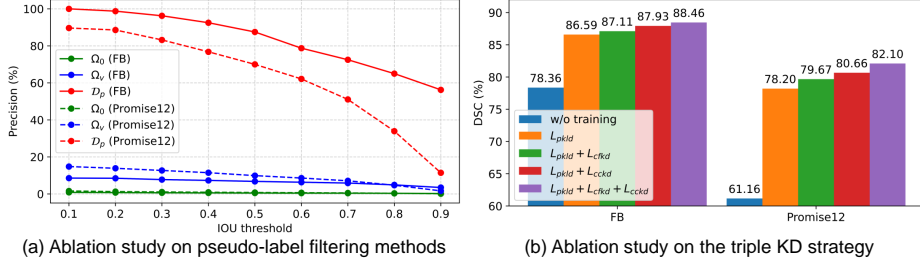 100
80
60
40
20
0
Precision (%)
Ω0 (FB)
Ωv (FB)
𝒟p (FB)
Ω0 (Promise12)
Ωv (Promise12)
𝒟p (Promise12)
0.1 0.2 0.3 0.4 0.5 0.6 0.7 0.8 0.9
IOU threshold
(a) Ablation study on pseudo-label filtering methods
90
85
80
75
70
65
60
DSC (%)
78.36 86.59 87.11 87.93 88.46
61.16 78.20 79.67 80.66 82.10
w/o training
Lpkld
Lpkld + Lcfkd
Lpkld + Lcckd
Lpkld + Lcfkd + Lcckd
FB Promise12
(b) Ablation study on the triple KD strategy